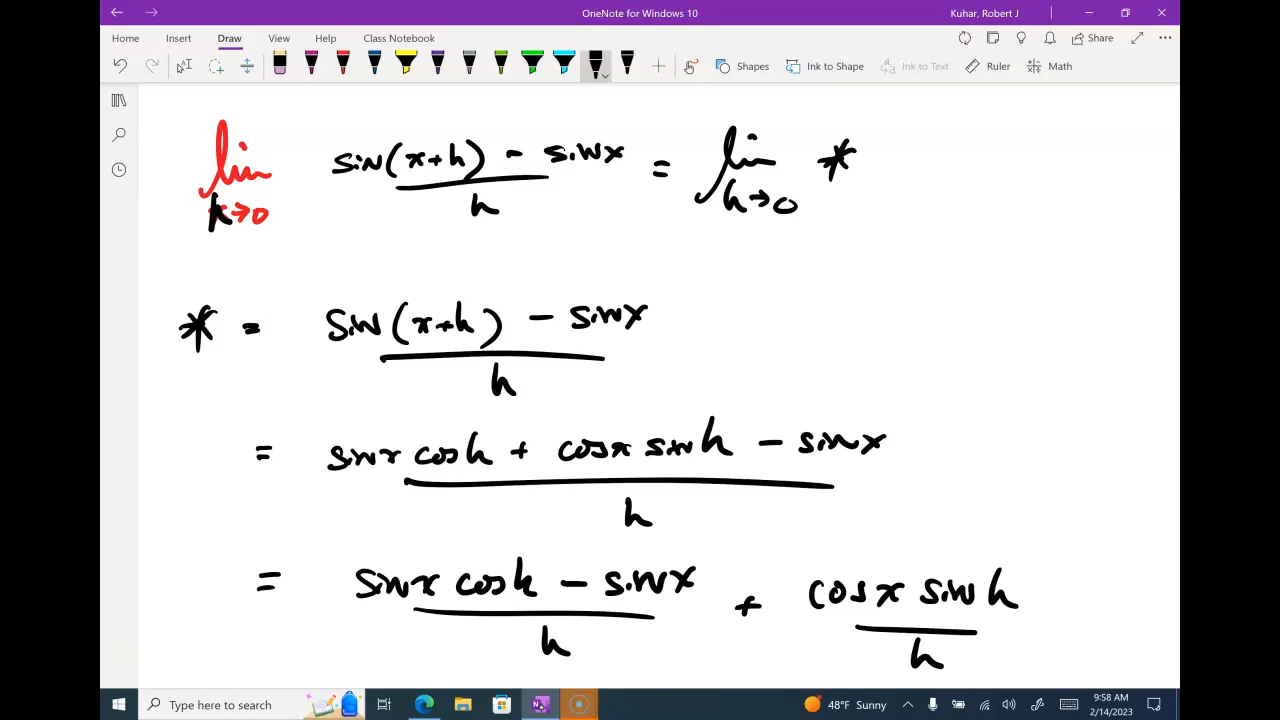 OneNote for Windows 10
Kuhar, Robert J
Home Insert Draw View Help Class Notebook Share
Shapes Ink to Shape Ink to Text Ruler Math
lim h→0 sin(x+h) - sinx / h = lim h→0 *
* = sin(x+h) - sinx / h
= sinx cosh + cosx sinh - sinx / h
= sinx cosh - sinx / h + cosx sinh / h
Type here to search
48°F Sunny
9:58 AM
2/14/2023